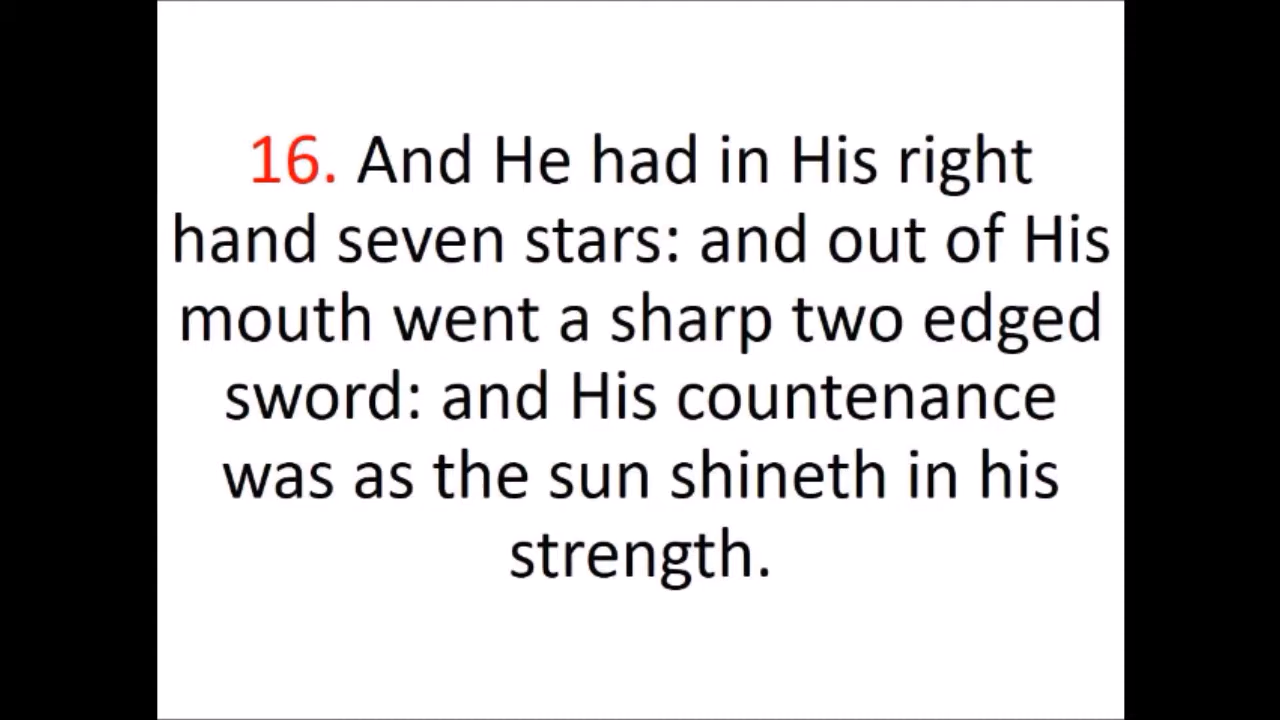 16. And He had in His right
hand seven stars: and out of His
mouth went a sharp two edged
sword: and His countenance
was as the sun shineth in his
strength.